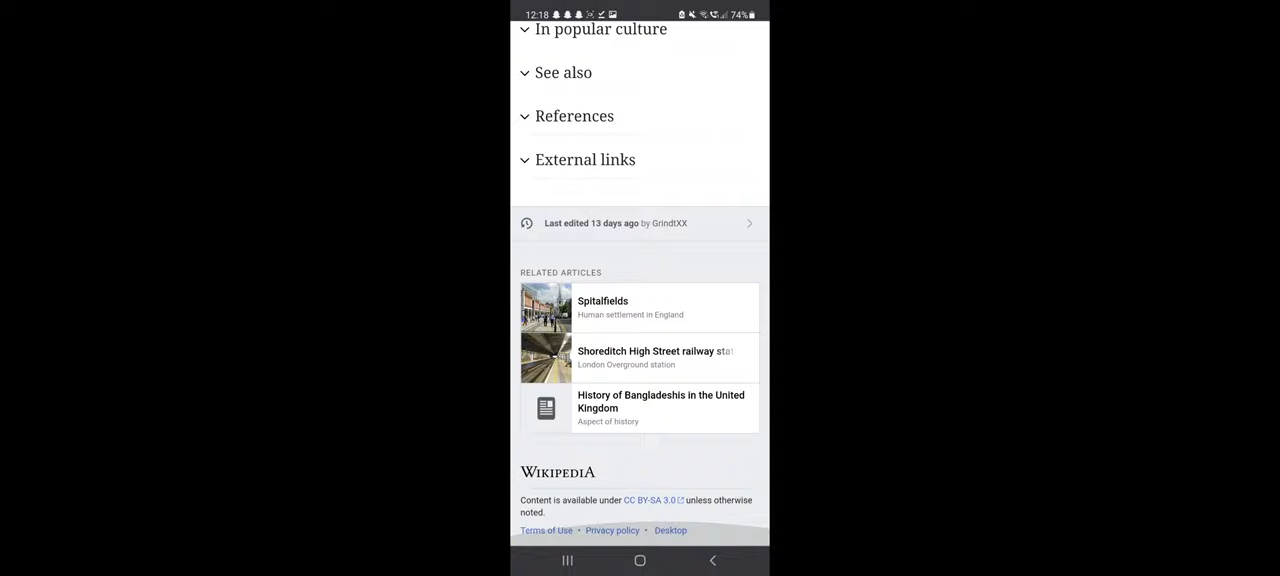 12:18
74%
In popular culture
See also
References
External links
Last edited 13 days ago by GrindtXX
RELATED ARTICLES
Spitalfields
Human settlement in England
Shoreditch High Street railway stat
London Overground station
History of Bangladeshis in the United
Kingdom
Aspect of history
WIKIPEDIA
Content is available under CC BY-SA 3.0 unless otherwise
noted.
Terms of Use • Privacy policy • Desktop